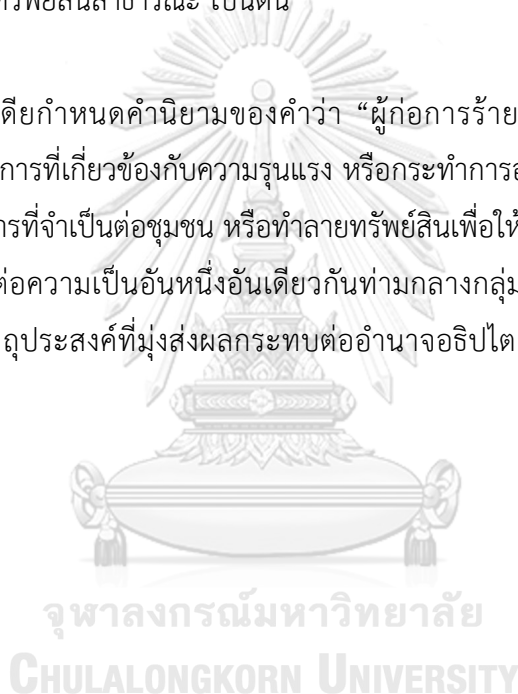 เป็นต้น
ดียกำหนดคำนิยามของคำว่า “ผู้ก่อการร้าย
การที่เกี่ยวข้องกับความรุนแรง หรือกระทำการอ
ารที่จำเป็นต่อชุมชน หรือทำลายทรัพย์สินเพื่อให้
ต่อความเป็นอันหนึ่งอันเดียวกันท่ามกลางกลุ่ม
ถุประสงค์ที่มุ่งส่งผลกระทบต่ออำนาจอธิปไต
จุฬาลงกรณ์มหาวิทยาลัย
CHULALONGKORN UNIVERSITY